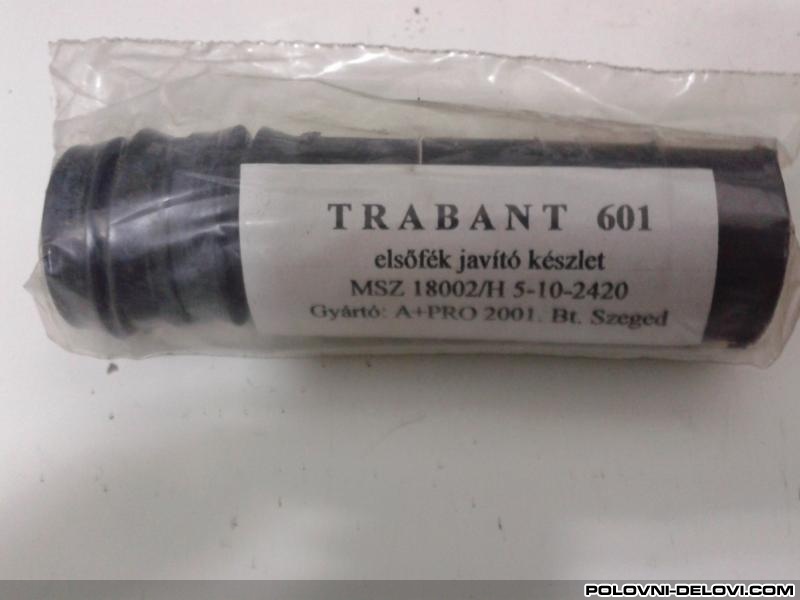 TRABANT 601
elsőfék javító készlet
MSZ 18002/H 5-10-2420
Gyártó: A+PRO 2001. Bt. Szeged
POLOVNI-DELOVI.COM